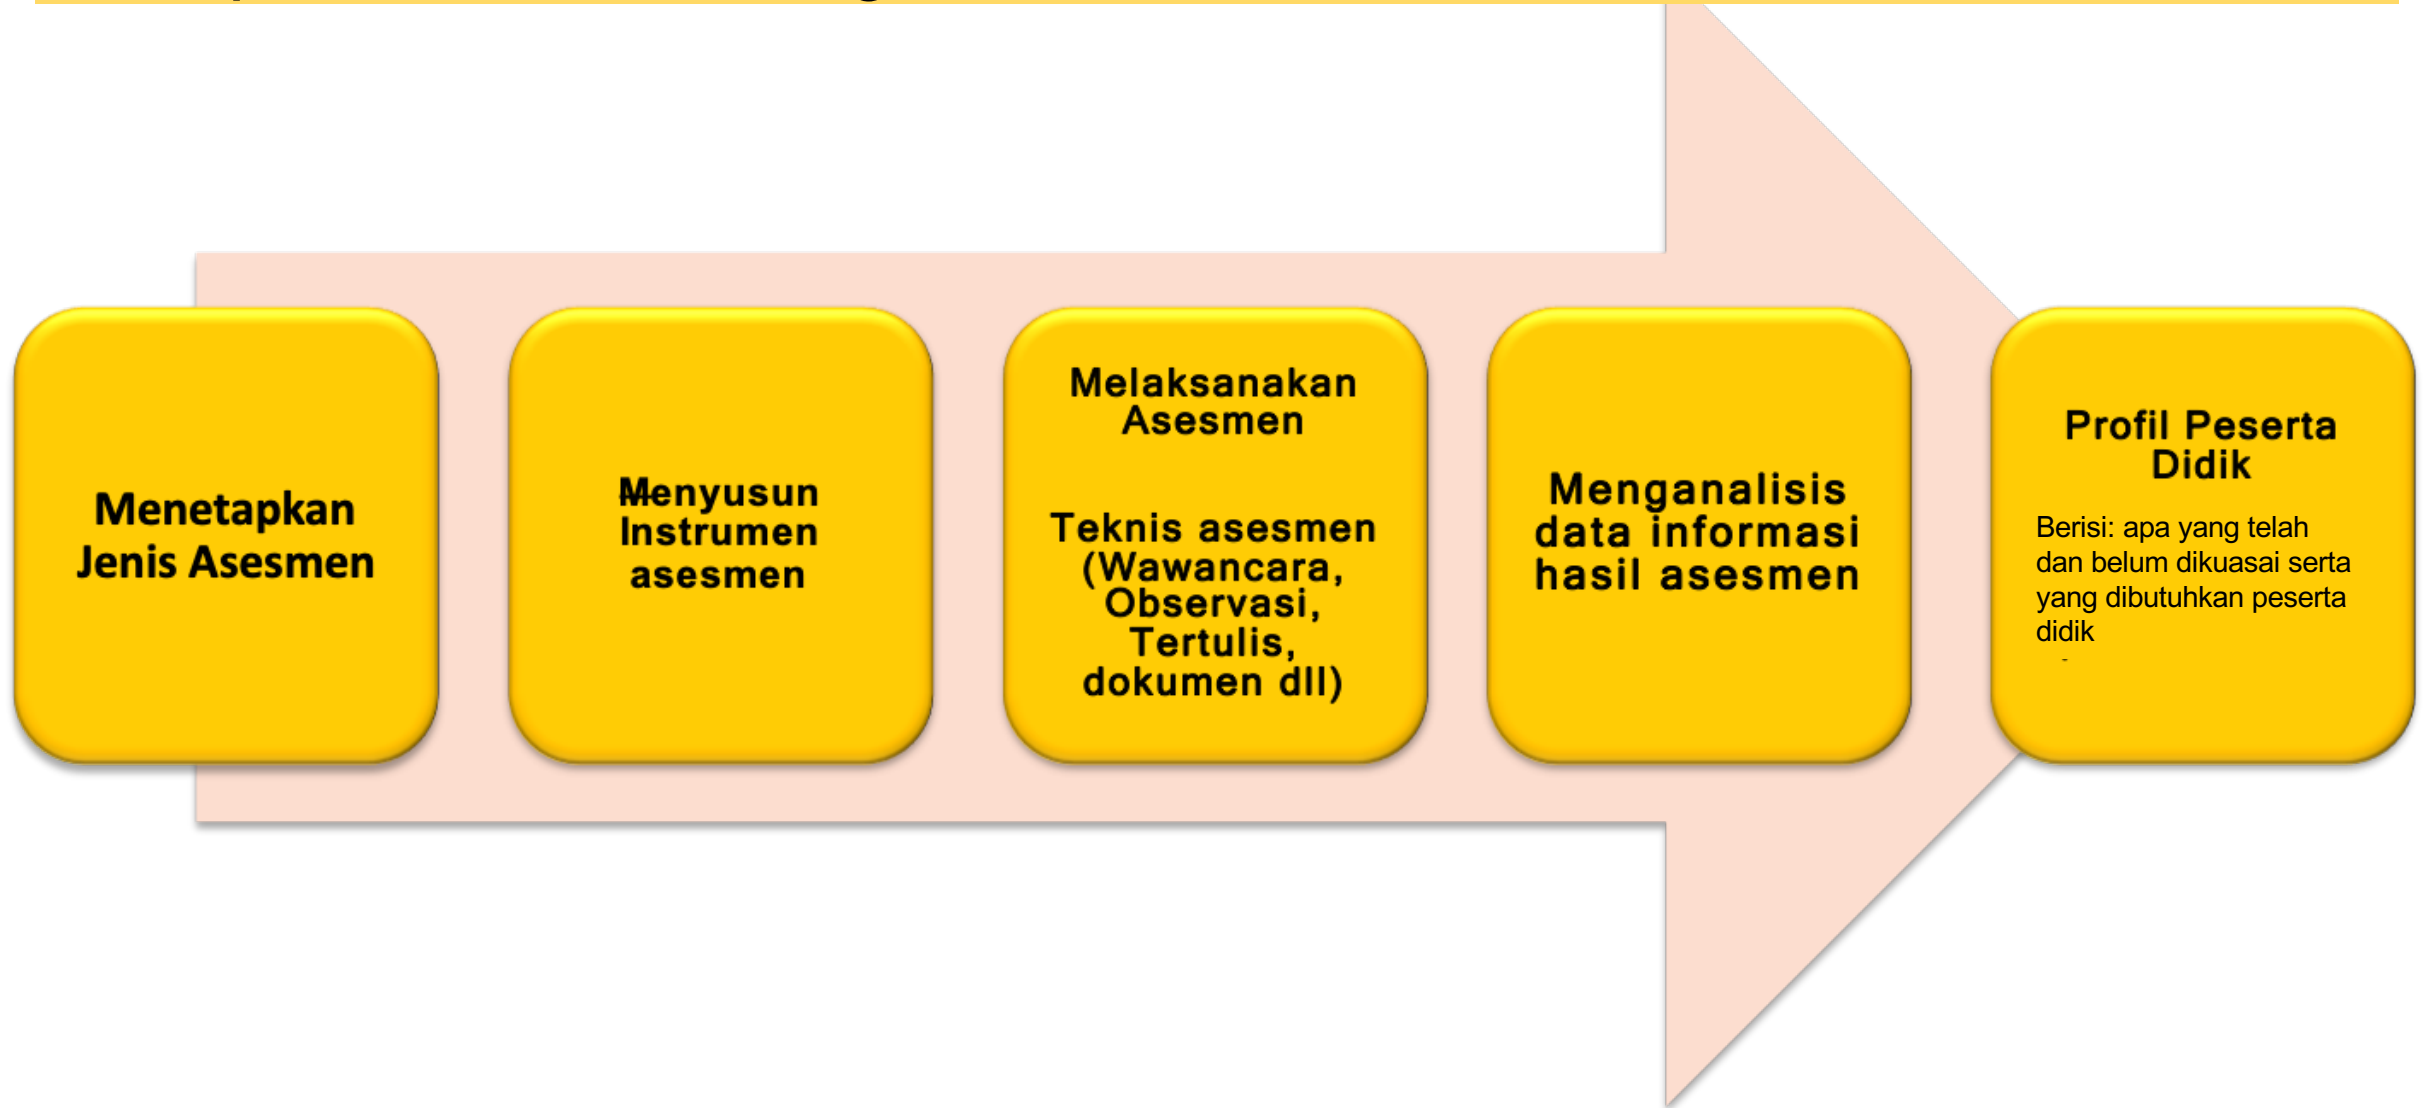 Menetapkan
Jenis Asesmen
Menyusun
Instrumen
asesmen
Melaksanakan
Asesmen
Teknis asesmen
(Wawancara,
Observasi,
Tertulis,
dokumen dll)
Menganalisis
data informasi
hasil asesmen
Profil Peserta
Didik
Berisi: apa yang telah
dan belum dikuasai serta
yang dibutuhkan peserta
didik
-